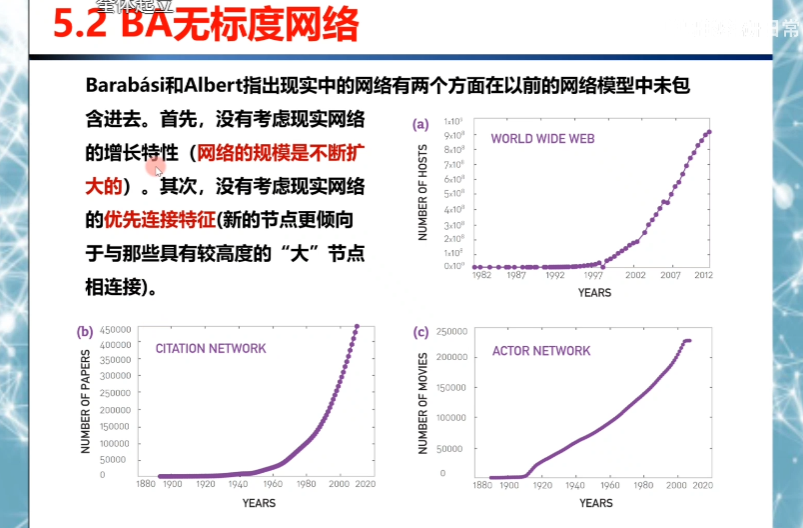 全体起立
5.2 BA无标度网络
日常
Barabási和Albert指出现实中的网络有两个方面在以前的网络模型中未包
含进去。首先，没有考虑现实网络
的增长特性（网络的规模是不断扩
大的）。其次，没有考虑现实网络
的优先连接特征(新的节点更倾向
于与那些具有较高度的“大”节点
相连接)。
(a)
WORLD WIDE WEB
NUMBER OF HOSTS
1x10⁹
9x10⁸
8x10⁸
7x10⁸
6x10⁸
5x10⁸
4x10⁸
3x10⁸
2x10⁸
1x10⁸
0x10⁰
1982 1987 1992 1997 2002 2007 2012
YEARS
(b)
CITATION NETWORK
NUMBER OF PAPERS
450000
400000
350000
300000
250000
200000
150000
100000
50000
0
1880 1900 1920 1940 1960 1980 2000 2020
YEARS
(c)
ACTOR NETWORK
NUMBER OF MOVIES
250000
200000
150000
100000
50000
0
1880 1900 1920 1940 1960 1980 2000 2020
YEARS